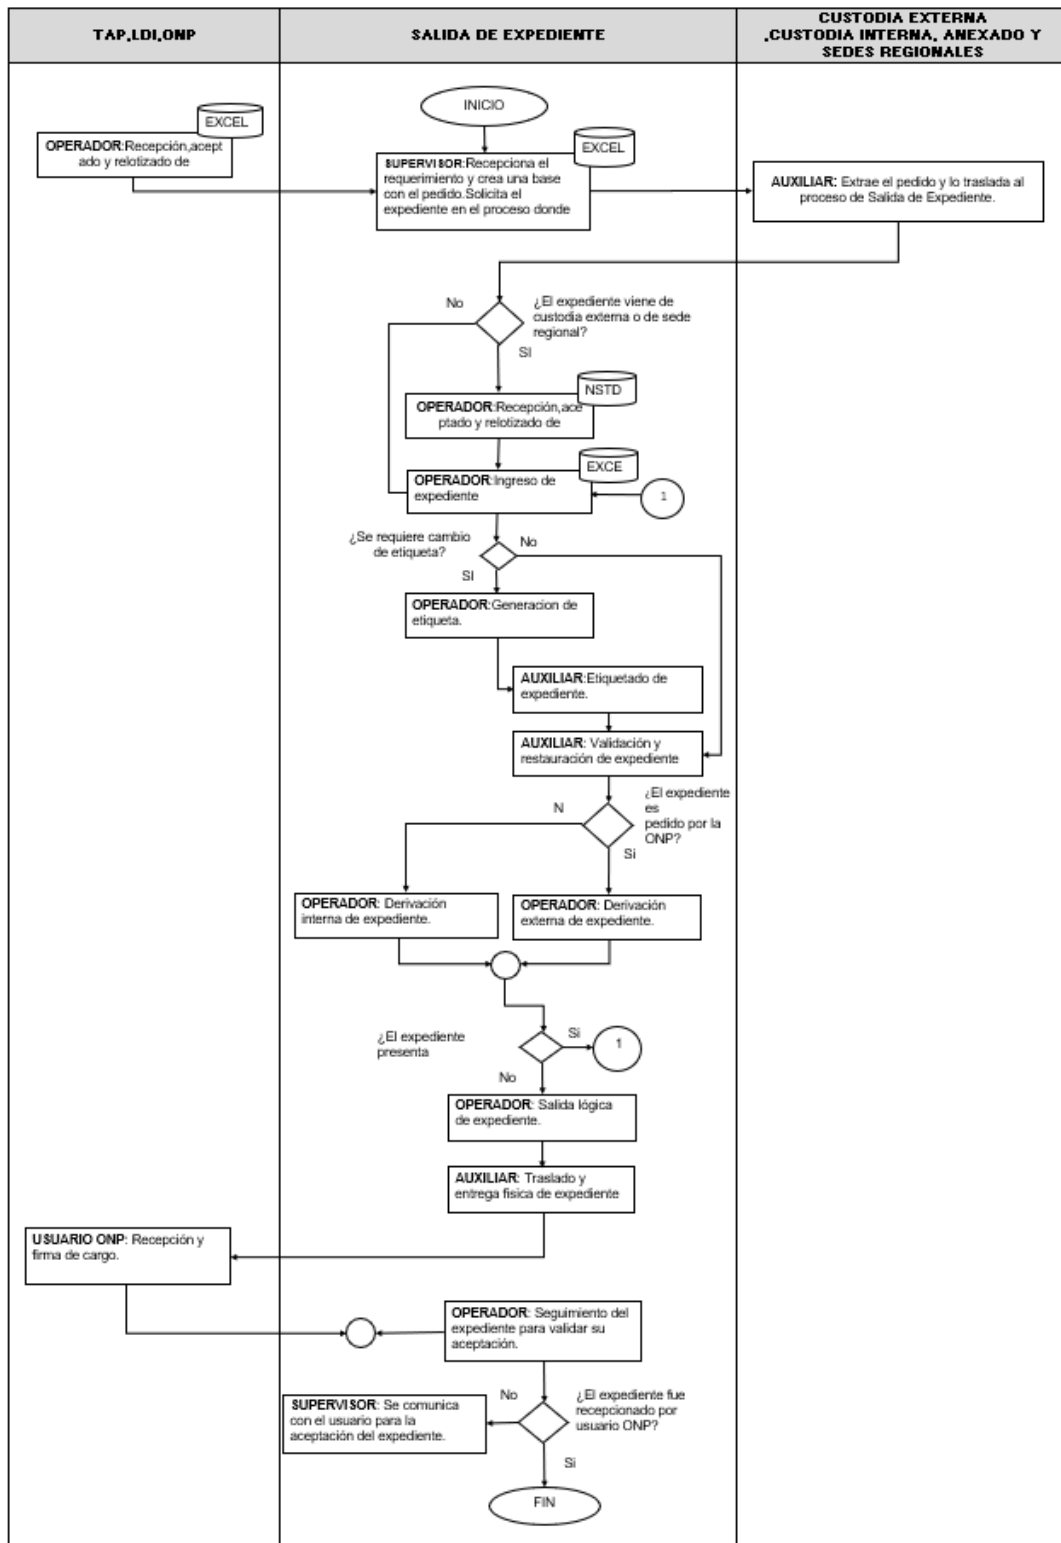 TAP,LDI,ONP
SALIDA DE EXPEDIENTE
CUSTODIA EXTERNA
,CUSTODIA INTERNA, ANEXADO Y
SEDES REGIONALES
INICIO
EXCEL
OPERADOR:Recepción,acept
ado y relotizado de
EXCEL
SUPERVISOR:Recepciona el
requerimiento y crea una base
con el pedido.Solicita el
expediente en el proceso donde
AUXILIAR: Extrae el pedido y lo traslada al
proceso de Salida de Expediente.
No
¿El expediente viene de
custodia externa o de sede
regional?
SI
NSTD
OPERADOR:Recepción,ace
ptado y relotizado de
EXCE
OPERADOR:Ingreso de
expediente
1
¿Se requiere cambio
de etiqueta?
No
SI
OPERADOR:Generacion de
etiqueta.
AUXILIAR:Etiquetado de
expediente.
AUXILIAR: Validación y
restauración de expediente
N
¿El expediente
es
pedido por la
ONP?
Si
OPERADOR: Derivación
interna de expediente.
OPERADOR: Derivación
externa de expediente.
¿El expediente
presenta
Si
1
No
OPERADOR: Salida lógica
de expediente.
AUXILIAR: Traslado y
entrega fisica de expediente
USUARIO ONP: Recepción y
firma de cargo.
OPERADOR: Seguimiento del
expediente para validar su
aceptación.
No
¿El expediente fue
recepcionado por
usuario ONP?
SUPERVISOR: Se comunica
con el usuario para la
aceptación del expediente.
Si
FIN